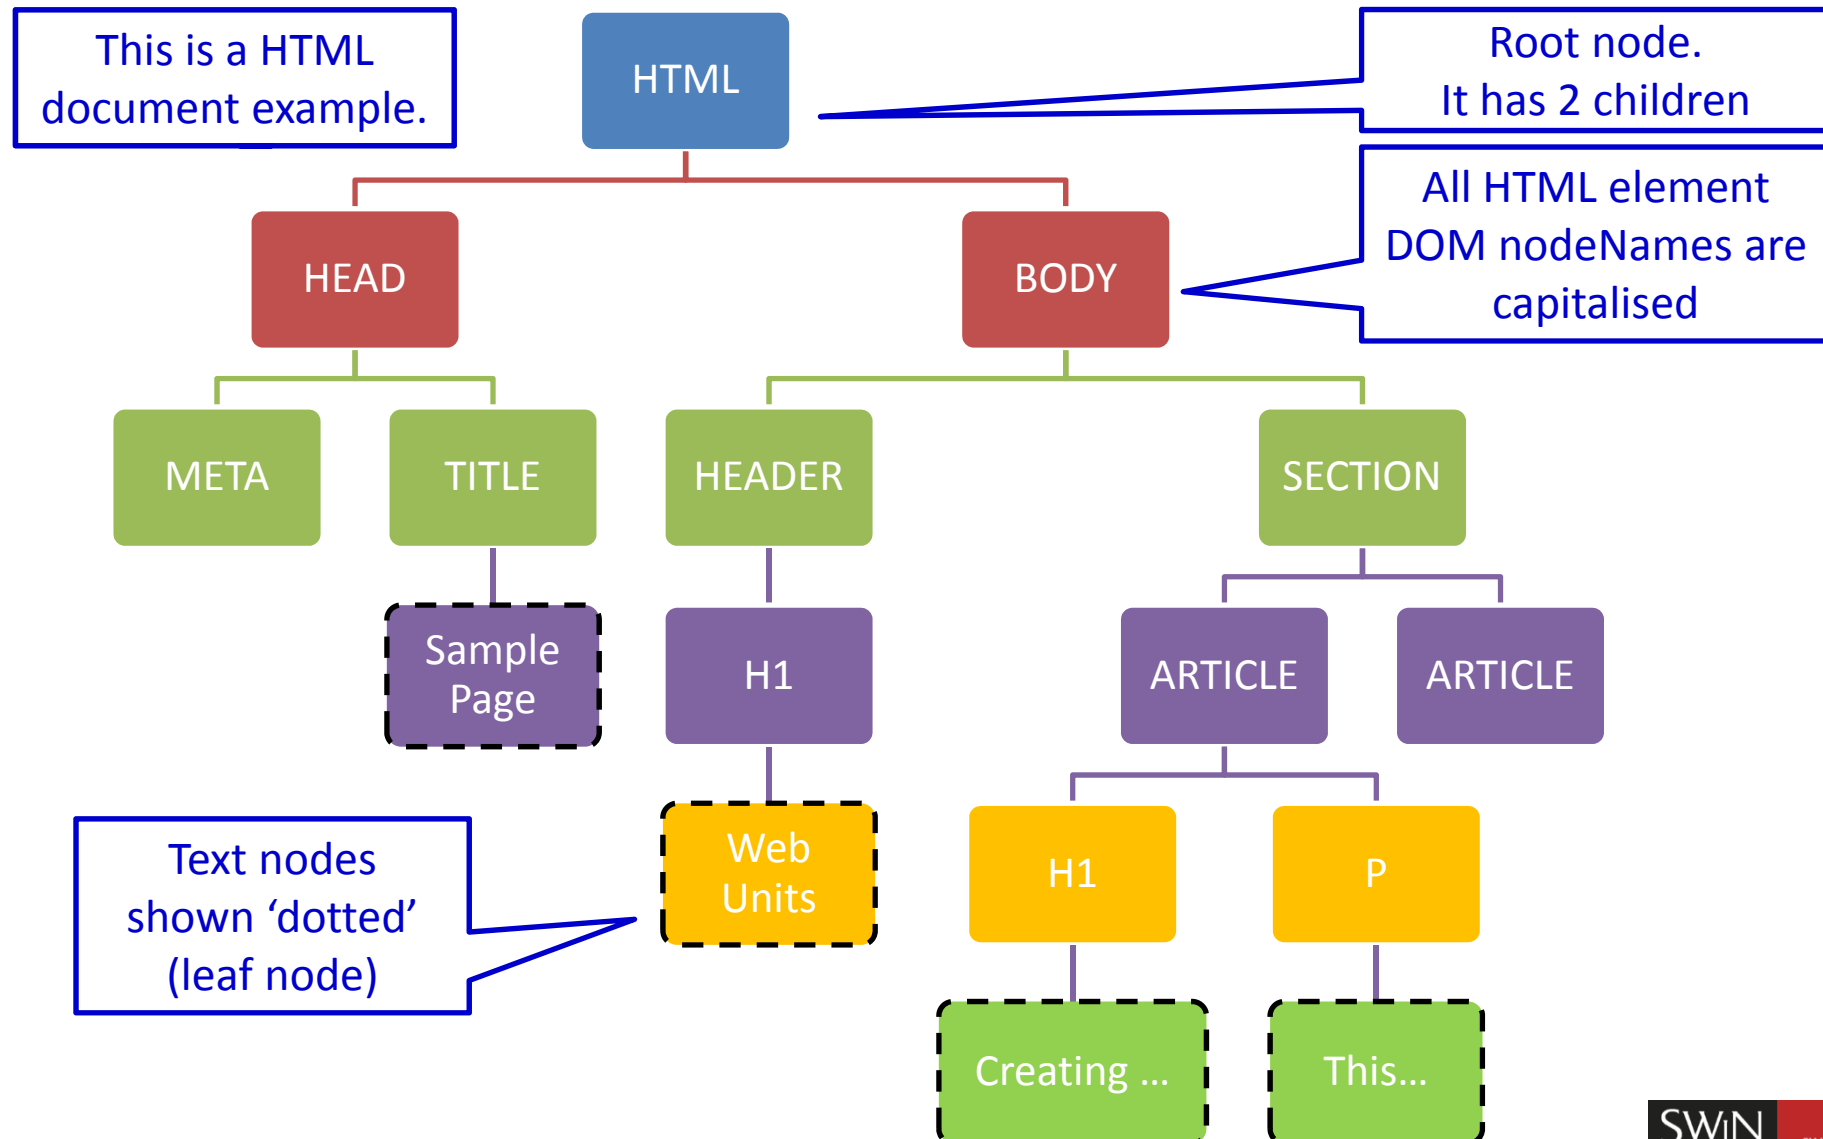 This is a HTML
document example.
HTML
Root node.
It has 2 children
All HTML element
DOM nodeNames are
capitalised
HEAD
BODY
META
TITLE
HEADER
SECTION
Sample
Page
H1
ARTICLE
ARTICLE
Text nodes
shown ‘dotted’
(leaf node)
Web
Units
H1
P
Creating ...
This...
SWIN